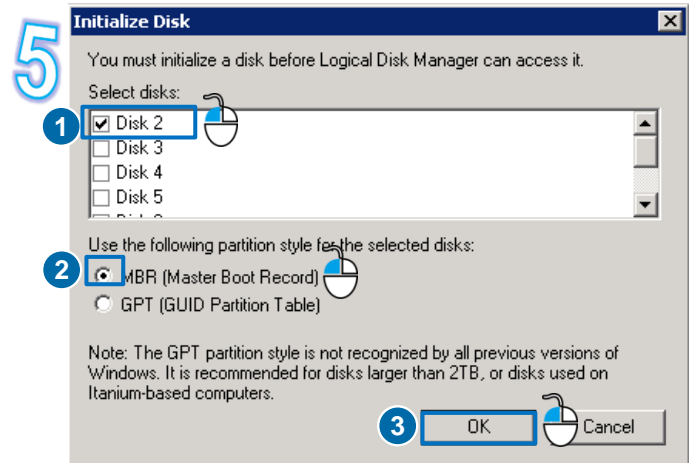 5
Initialize Disk
You must initialize a disk before Logical Disk Manager can access it.
Select disks:
1
Disk 2
Disk 3
Disk 4
Disk 5
Use the following partition style for the selected disks:
2
MBR (Master Boot Record)
GPT (GUID Partition Table)
Note: The GPT partition style is not recognized by all previous versions of
Windows. It is recommended for disks larger than 2TB, or disks used on
Itanium-based computers.
3 OK Cancel